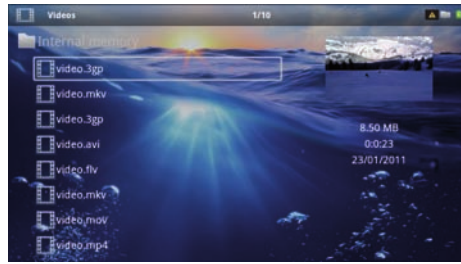 Videos 1/10
Internal memory
video.3gp
video.mkv
video.3gp
video.avi
video.flv
video.mkv
video.mov
video.mp4
8.50 MB
0:0:23
23/01/2011